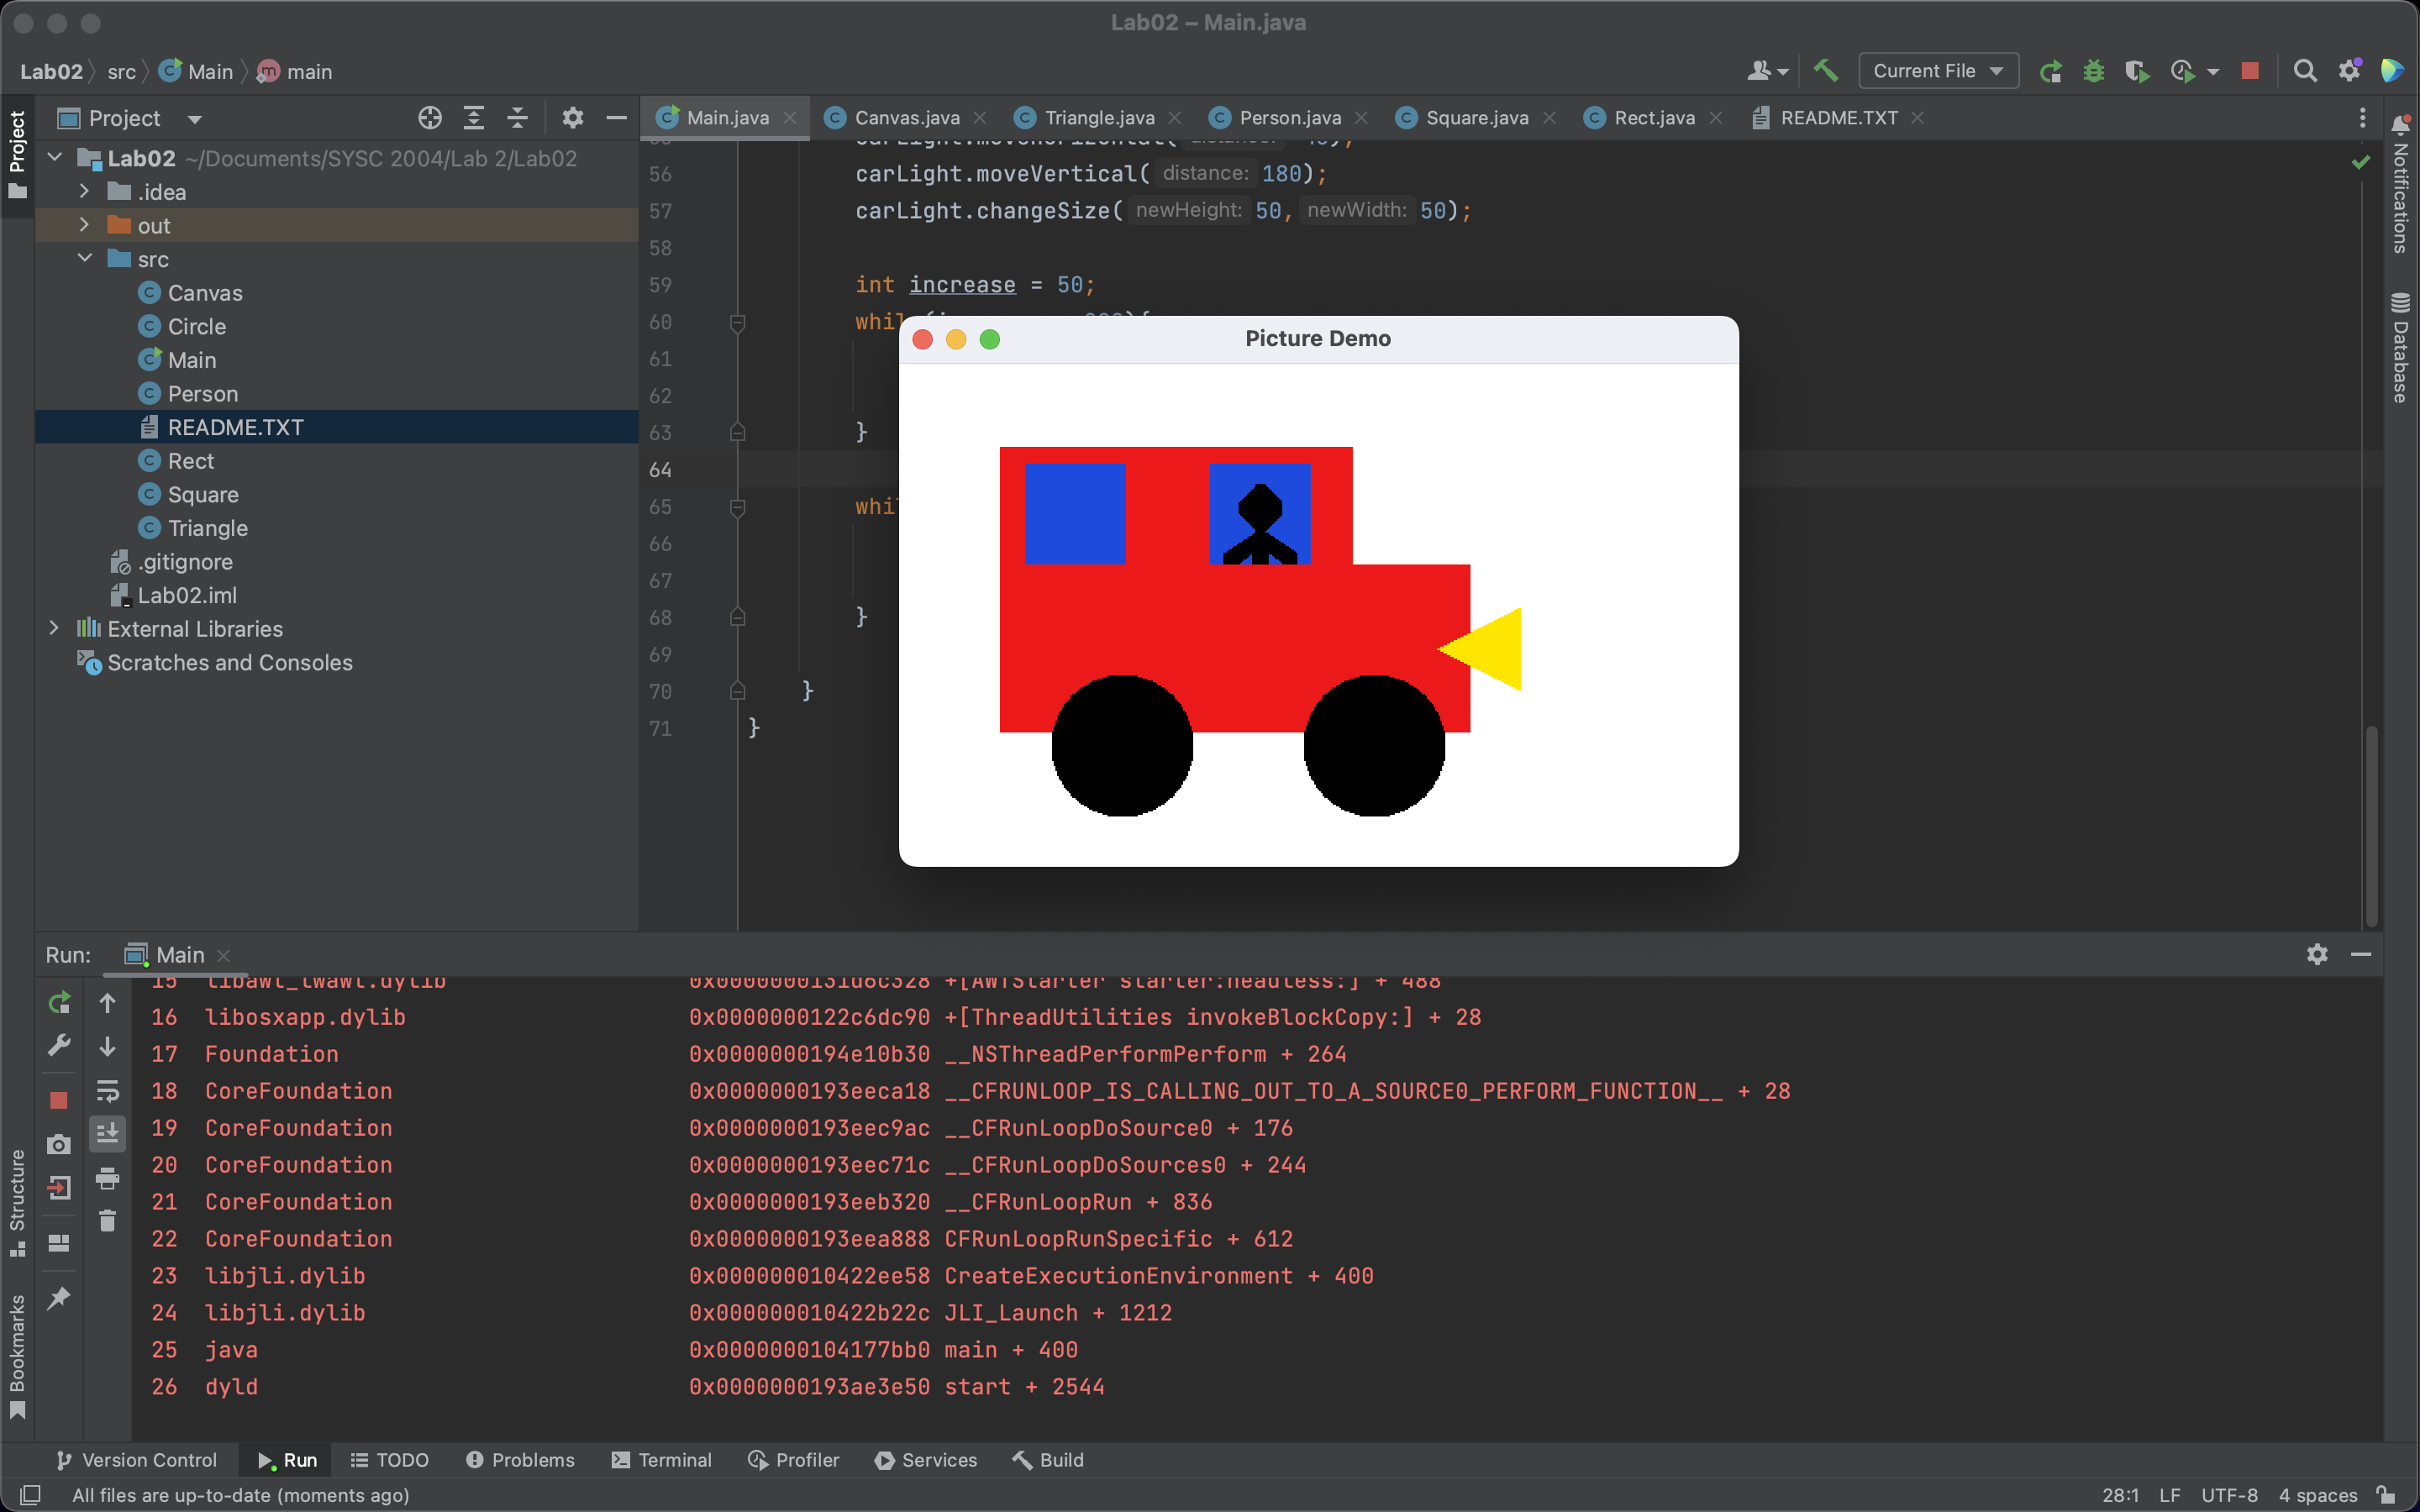 Lab02 – Main.java
Lab02 src Main main
Current File
Project
Main.java Canvas.java Triangle.java Person.java Square.java Rect.java README.TXT
Lab02 ~/Documents/SYSC 2004/Lab 2/Lab02
.idea
out
src
Canvas
Circle
Main
Person
README.TXT
Rect
Square
Triangle
.gitignore
Lab02.iml
External Libraries
Scratches and Consoles
Project
Structure
Bookmarks
Notifications
Database
56 carLight.moveVertical( distance: 180);
57 carLight.changeSize( newHeight: 50, newWidth: 50);
58
59 int increase = 50;
60
61
62
63 }
64
65
66
67
68 }
69
70 }
71 }
Picture Demo
Run: Main
15 libawt_lwawt.dylib 0x0000000131d6c328 +[AWTStarter starter:headless:] + 488
16 libosxapp.dylib 0x0000000122c6dc90 +[ThreadUtilities invokeBlockCopy:] + 28
17 Foundation 0x0000000194e10b30 __NSThreadPerformPerform + 264
18 CoreFoundation 0x0000000193eeca18 __CFRUNLOOP_IS_CALLING_OUT_TO_A_SOURCE0_PERFORM_FUNCTION__ + 28
19 CoreFoundation 0x0000000193eec9ac __CFRunLoopDoSource0 + 176
20 CoreFoundation 0x0000000193eec71c __CFRunLoopDoSources0 + 244
21 CoreFoundation 0x0000000193eeb320 __CFRunLoopRun + 836
22 CoreFoundation 0x0000000193eea888 CFRunLoopRunSpecific + 612
23 libjli.dylib 0x000000010422ee58 CreateExecutionEnvironment + 400
24 libjli.dylib 0x000000010422b22c JLI_Launch + 1212
25 java 0x0000000104177bb0 main + 400
26 dyld 0x0000000193ae3e50 start + 2544
Version Control Run TODO Problems Terminal Profiler Services Build
All files are up-to-date (moments ago) 28:1 LF UTF-8 4 spaces